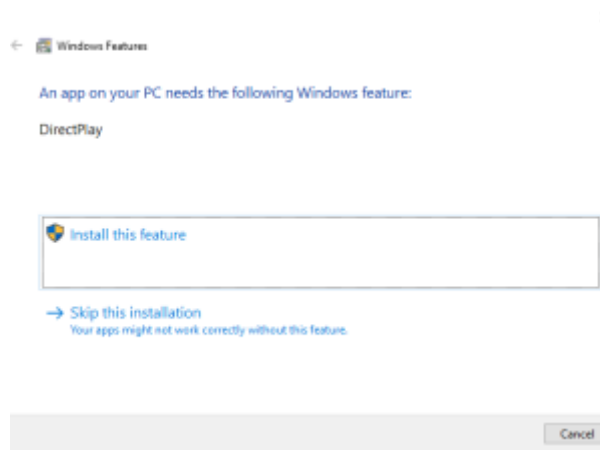 Windows Features
An app on your PC needs the following Windows feature:
DirectPlay
Install this feature
Skip this installation
Your apps might not work correctly without this feature.
Cancel